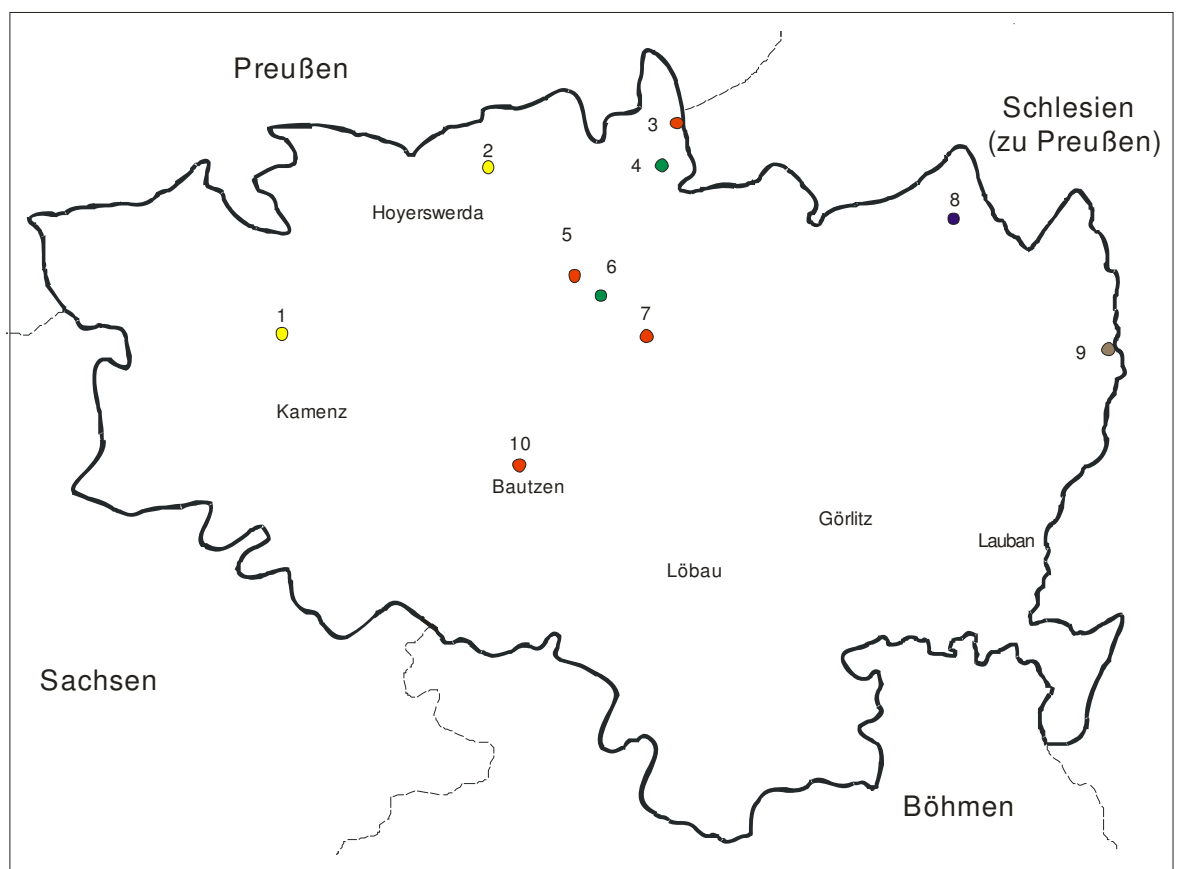 Preußen
Schlesien
(zu Preußen)
3
2
4
8
Hoyerswerda
5
6
7
1
9
Kamenz
10
Bautzen
Görlitz
Lauban
Löbau
Sachsen
Böhmen